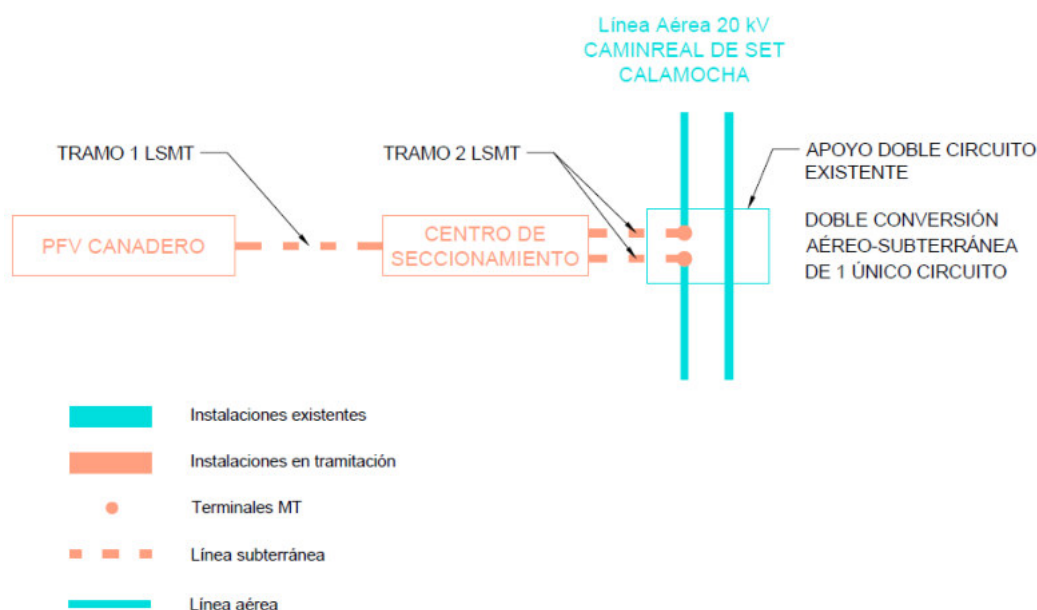 Línea Aérea 20 kV
CAMINREAL DE SET
CALAMOCHA
TRAMO 1 LSMT
TRAMO 2 LSMT
APOYO DOBLE CIRCUITO
EXISTENTE
PFV CANADERO
CENTRO DE
SECCIONAMIENTO
DOBLE CONVERSIÓN
AÉREO-SUBTERRÁNEA
DE 1 ÚNICO CIRCUITO
Instalaciones existentes
Instalaciones en tramitación
Terminales MT
Línea subterránea
Línea aérea